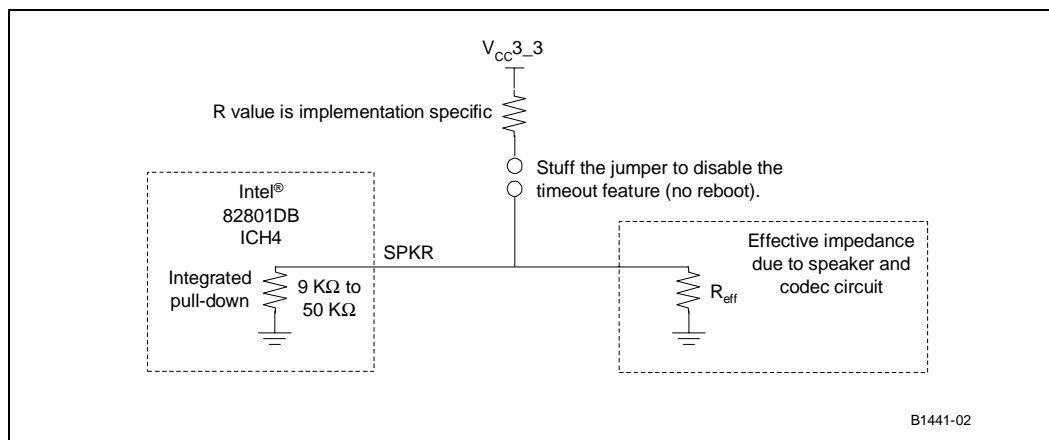 V_CC3_3
R value is implementation specific
Stuff the jumper to disable the
timeout feature (no reboot).
Intel®
82801DB
ICH4
SPKR
Integrated
pull-down
9 KΩ to
50 KΩ
Effective impedance
due to speaker and
codec circuit
R_eff
B1441-02